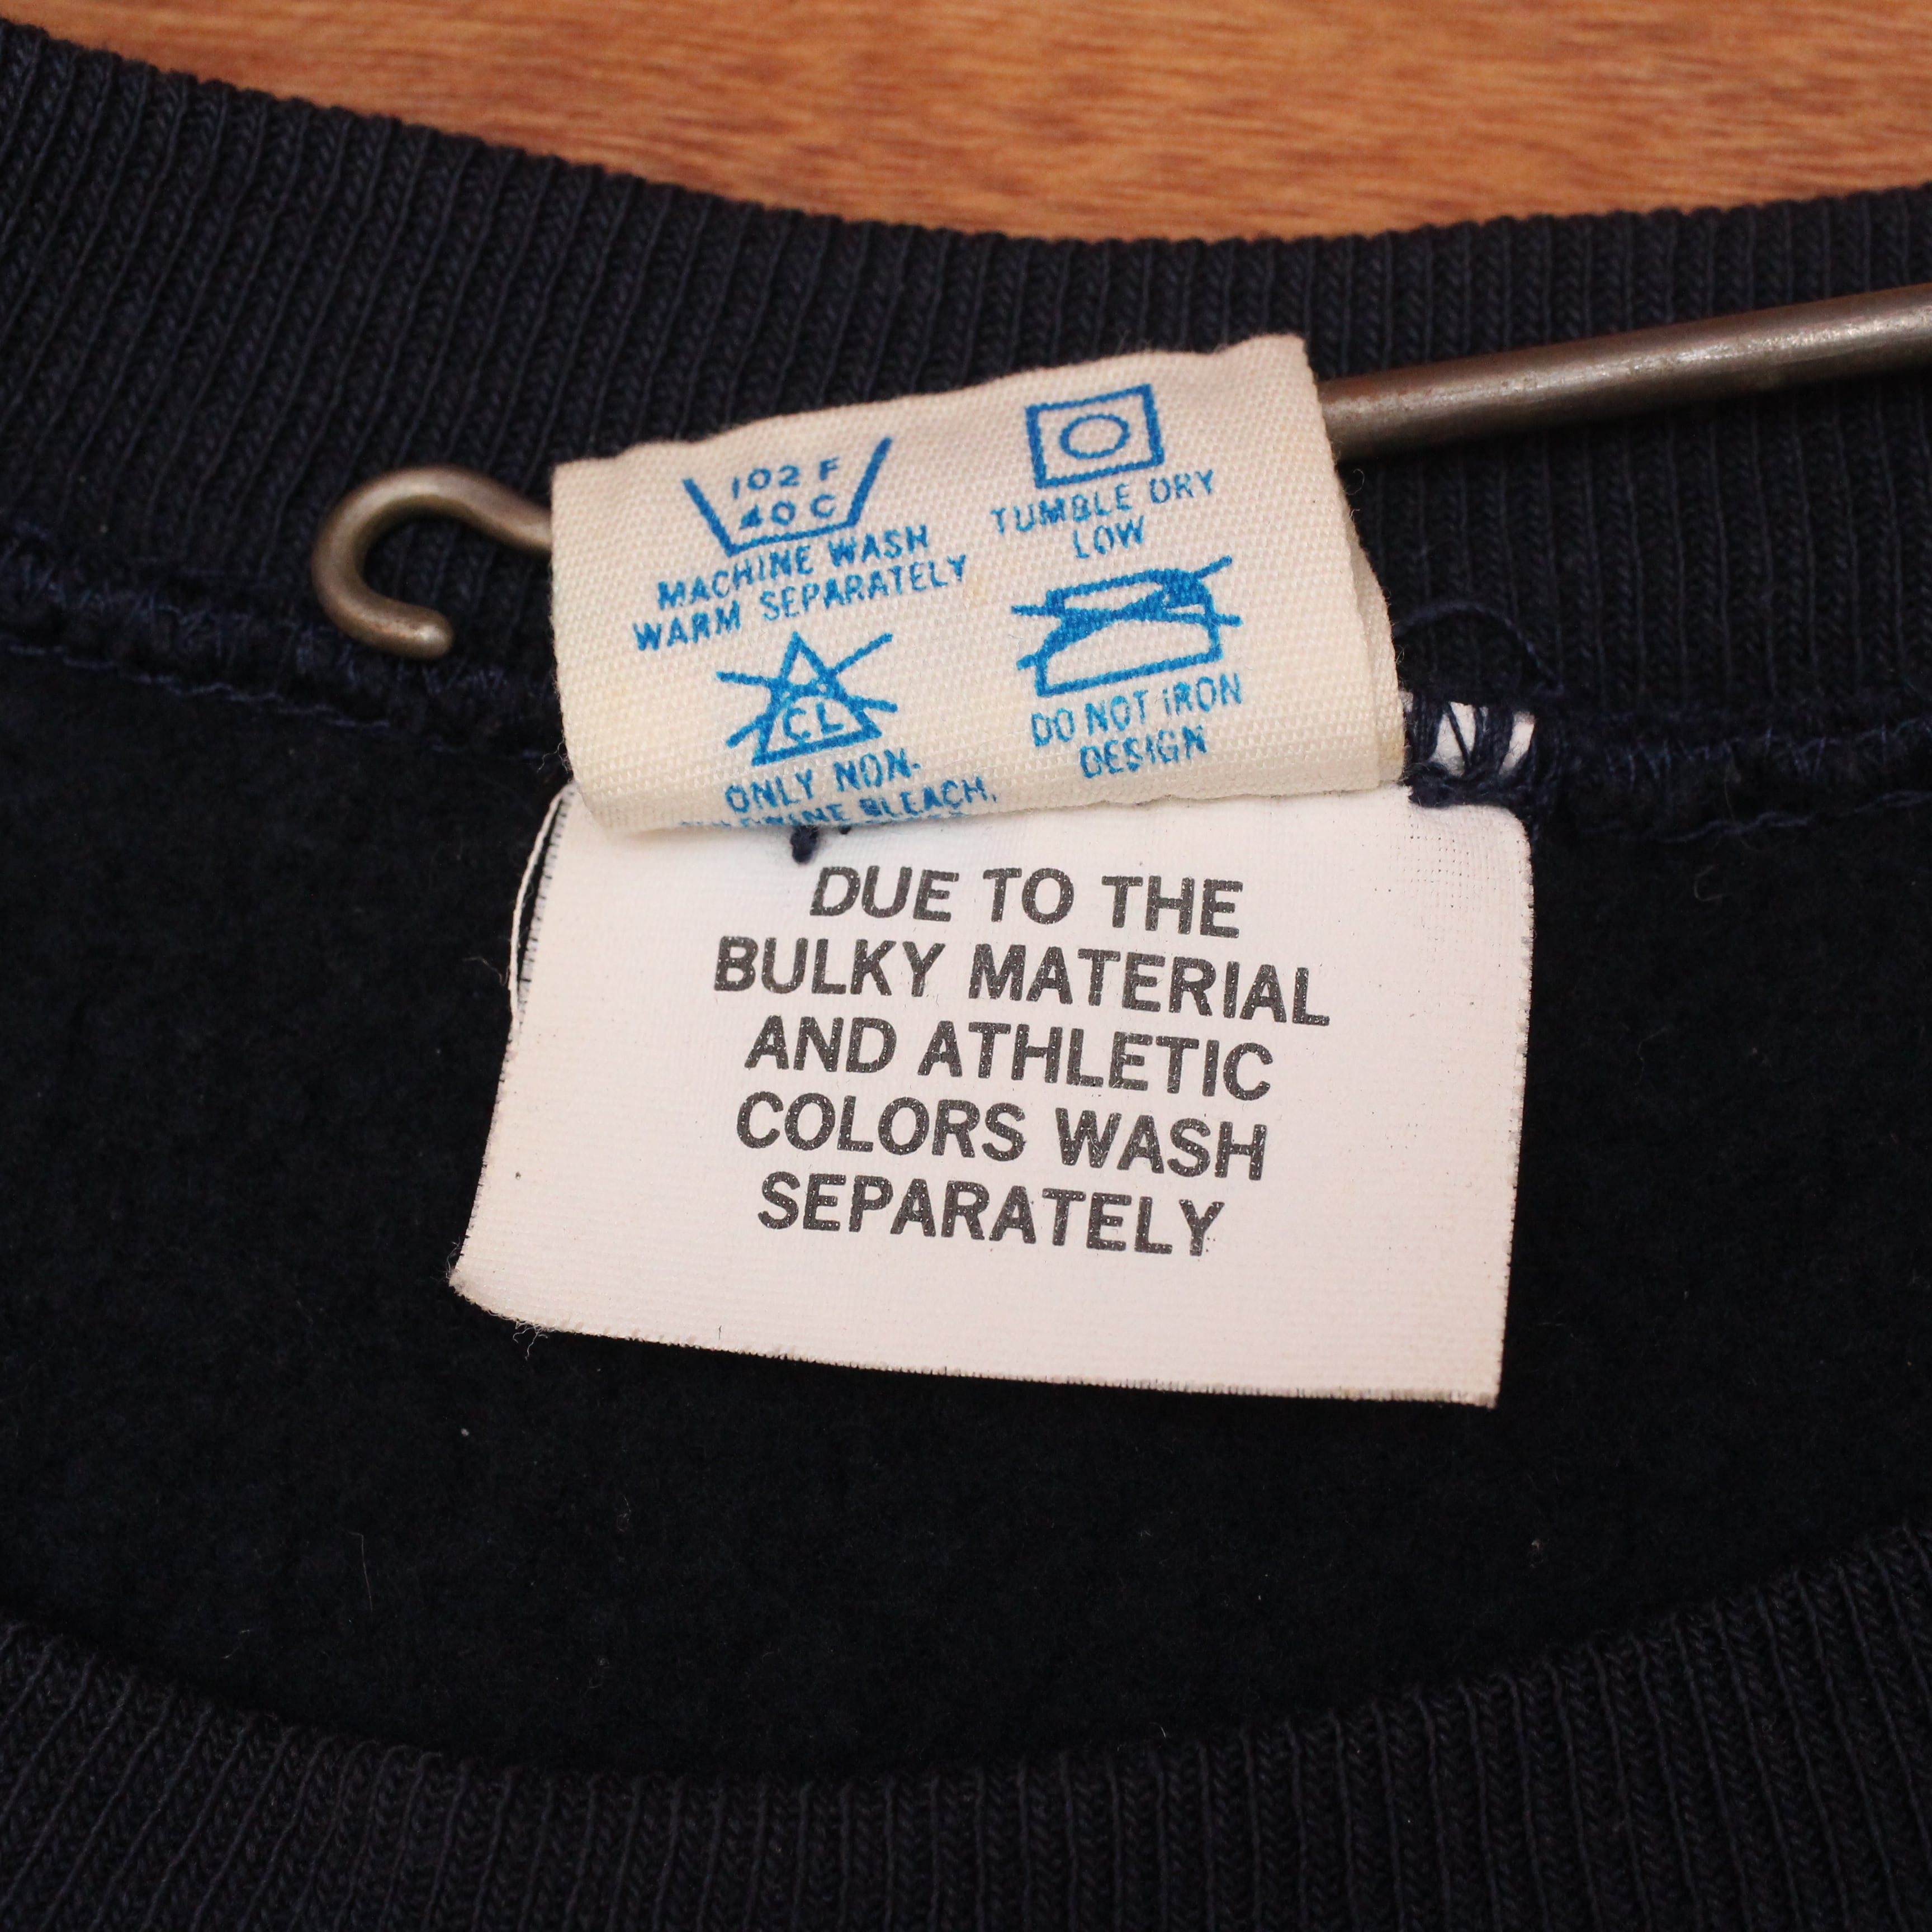 102 F
40 C
MACHINE WASH
WARM SEPARATELY
TUMBLE DRY
LOW
CL
ONLY NON-
BLEACH.
DO NOT IRON
DESIGN
DUE TO THE
BULKY MATERIAL
AND ATHLETIC
COLORS WASH
SEPARATELY